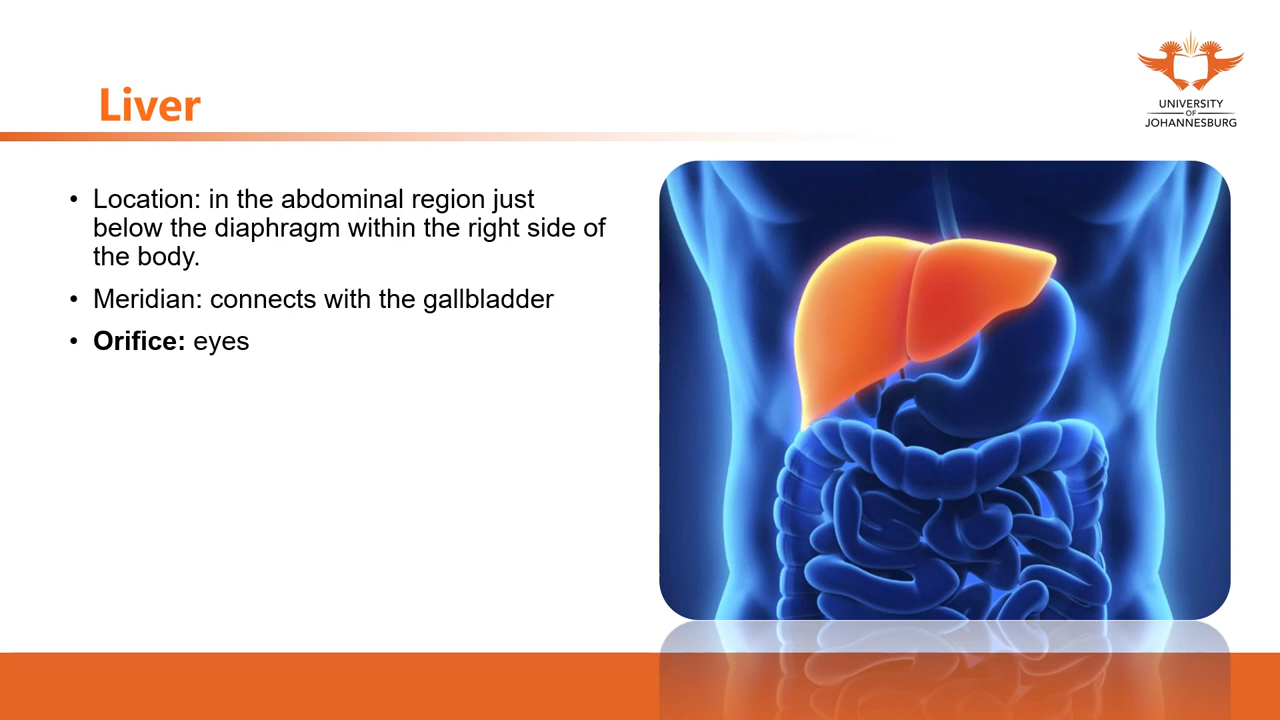 Liver
UNIVERSITY
OF
JOHANNESBURG
• Location: in the abdominal region just
below the diaphragm within the right side of
the body.
• Meridian: connects with the gallbladder
• Orifice: eyes